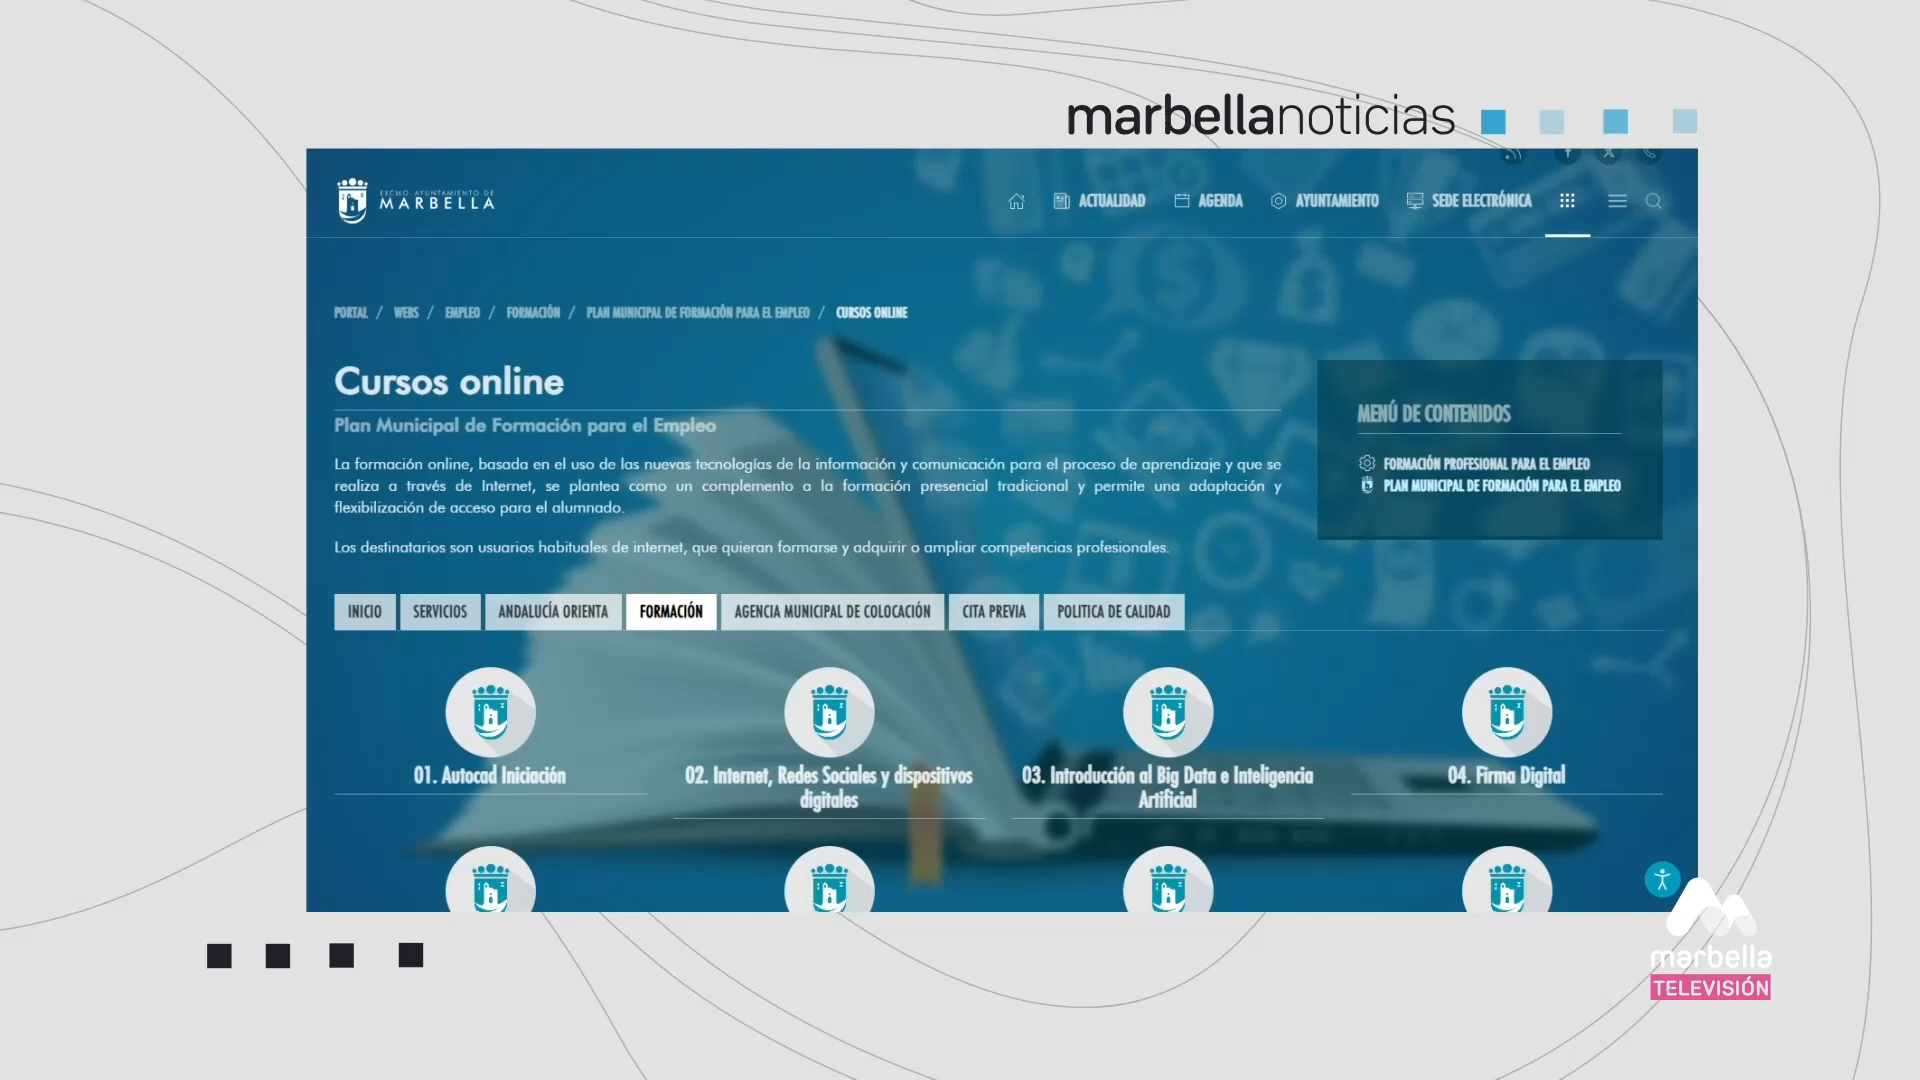 marbellanoticias
EXCMO. AYUNTAMIENTO DE
MARBELLA
ACTUALIDAD
AGENDA
AYUNTAMIENTO
SEDE ELECTRÓNICA
PORTAL / WEBS / EMPLEO / FORMACIÓN / PLAN MUNICIPAL DE FORMACIÓN PARA EL EMPLEO / CURSOS ONLINE
Cursos online
Plan Municipal de Formación para el Empleo
La formación online, basada en el uso de las nuevas tecnologías de la información y comunicación para el proceso de aprendizaje y que se
realiza a través de Internet, se plantea como un complemento a la formación presencial tradicional y permite una adaptación y
flexibilización de acceso para el alumnado.
Los destinatarios son usuarios habituales de internet, que quieran formarse y adquirir o ampliar competencias profesionales.
MENÚ DE CONTENIDOS
FORMACIÓN PROFESIONAL PARA EL EMPLEO
PLAN MUNICIPAL DE FORMACIÓN PARA EL EMPLEO
INICIO
SERVICIOS
ANDALUCÍA ORIENTA
FORMACIÓN
AGENCIA MUNICIPAL DE COLOCACIÓN
CITA PREVIA
POLITICA DE CALIDAD
01. Autocad Iniciación
02. Internet, Redes Sociales y dispositivos
digitales
03. Introducción al Big Data e Inteligencia
Artificial
04. Firma Digital
marbella
TELEVISIÓN